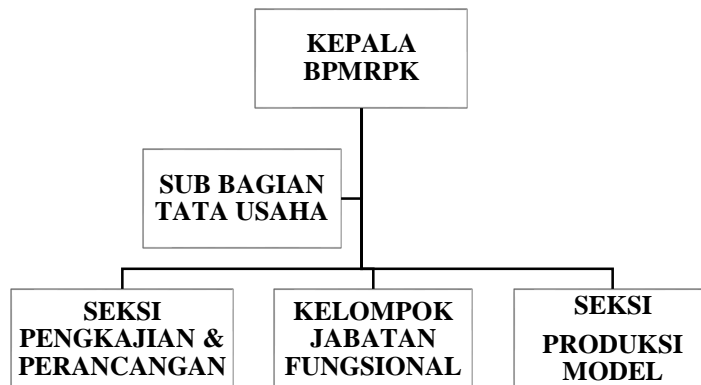 KEPALA
BPMRPK
SUB BAGIAN
TATA USAHA
SEKSI
PENGKAJIAN &
PERANCANGAN
KELOMPOK
JABATAN
FUNGSIONAL
SEKSI
PRODUKSI
MODEL